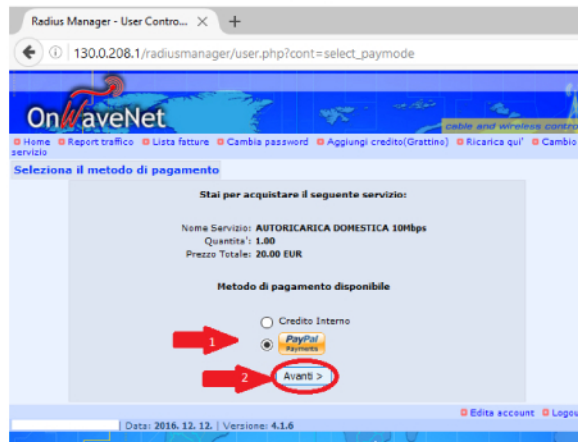 Radius Manager - User Contro...
130.0.208.1/radiusmanager/user.php?cont=select_paymode
OnWaveNet
cable and wireless contro
Home Report traffico Lista fatture Cambia password Aggiungi credito(Grattino) Ricarica qui' Cambio
servizio
Seleziona il metodo di pagamento
Stai per acquistare il seguente servizio:
Nome Servizio: AUTORICARICA DOMESTICA 10Mbps
Quantita': 1.00
Prezzo Totale: 20.00 EUR
Metodo di pagamento disponibile
Credito Interno
1
PayPal
Payments
2
Avanti >
Edita account Logou
Data: 2016. 12. 12. | Versione: 4.1.6